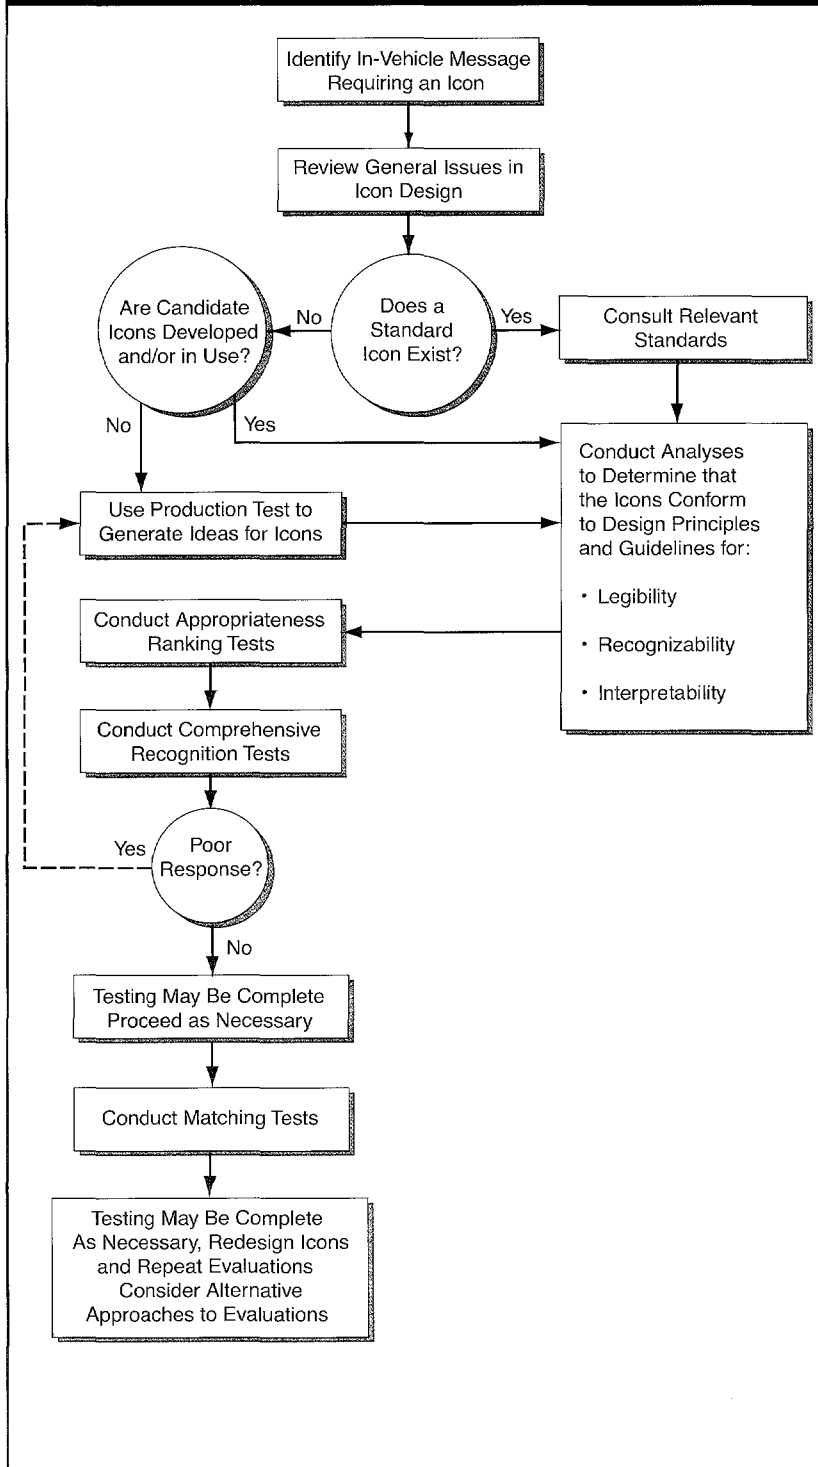 Identify In-Vehicle Message
Requiring an Icon
Review General Issues in
Icon Design
Are Candidate
Icons Developed
and/or in Use?
No
Does a
Standard
Icon Exist?
Yes
Consult Relevant
Standards
No
Yes
Conduct Analyses
to Determine that
the Icons Conform
to Design Principles
and Guidelines for:
• Legibility
• Recognizability
• Interpretability
Use Production Test to
Generate Ideas for Icons
Conduct Appropriateness
Ranking Tests
Conduct Comprehensive
Recognition Tests
Yes
Poor
Response?
No
Testing May Be Complete
Proceed as Necessary
Conduct Matching Tests
Testing May Be Complete
As Necessary, Redesign Icons
and Repeat Evaluations
Consider Alternative
Approaches to Evaluations